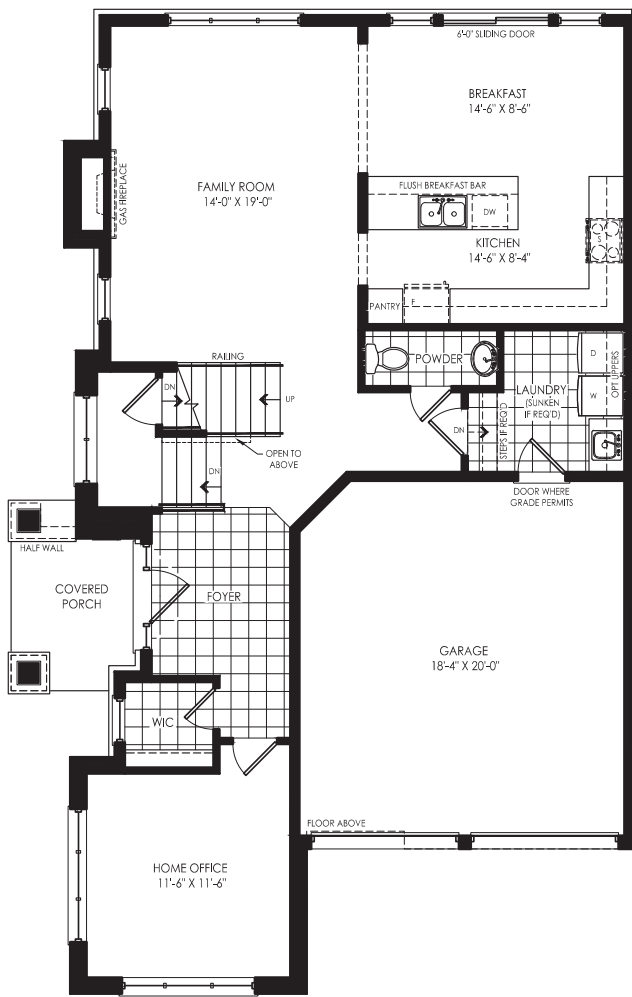 6'-0" SLIDING DOOR
BREAKFAST
14'-6" X 8'-6"
FAMILY ROOM
14'-0" X 19'-0"
GAS FIREPLACE
FLUSH BREAKFAST BAR
DW
S
KITCHEN
14'-6" X 8'-4"
PANTRY
F
RAILING
POWDER
D
OPT UPPERS
LAUNDRY
(SUNKEN
IF REQ'D)
W
DN
UP
STEPS IF REQ'D
DN
OPEN TO
ABOVE
DN
DOOR WHERE
GRADE PERMITS
HALF WALL
COVERED
PORCH
FOYER
GARAGE
18'-4" X 20'-0"
WIC
FLOOR ABOVE
HOME OFFICE
11'-6" X 11'-6"